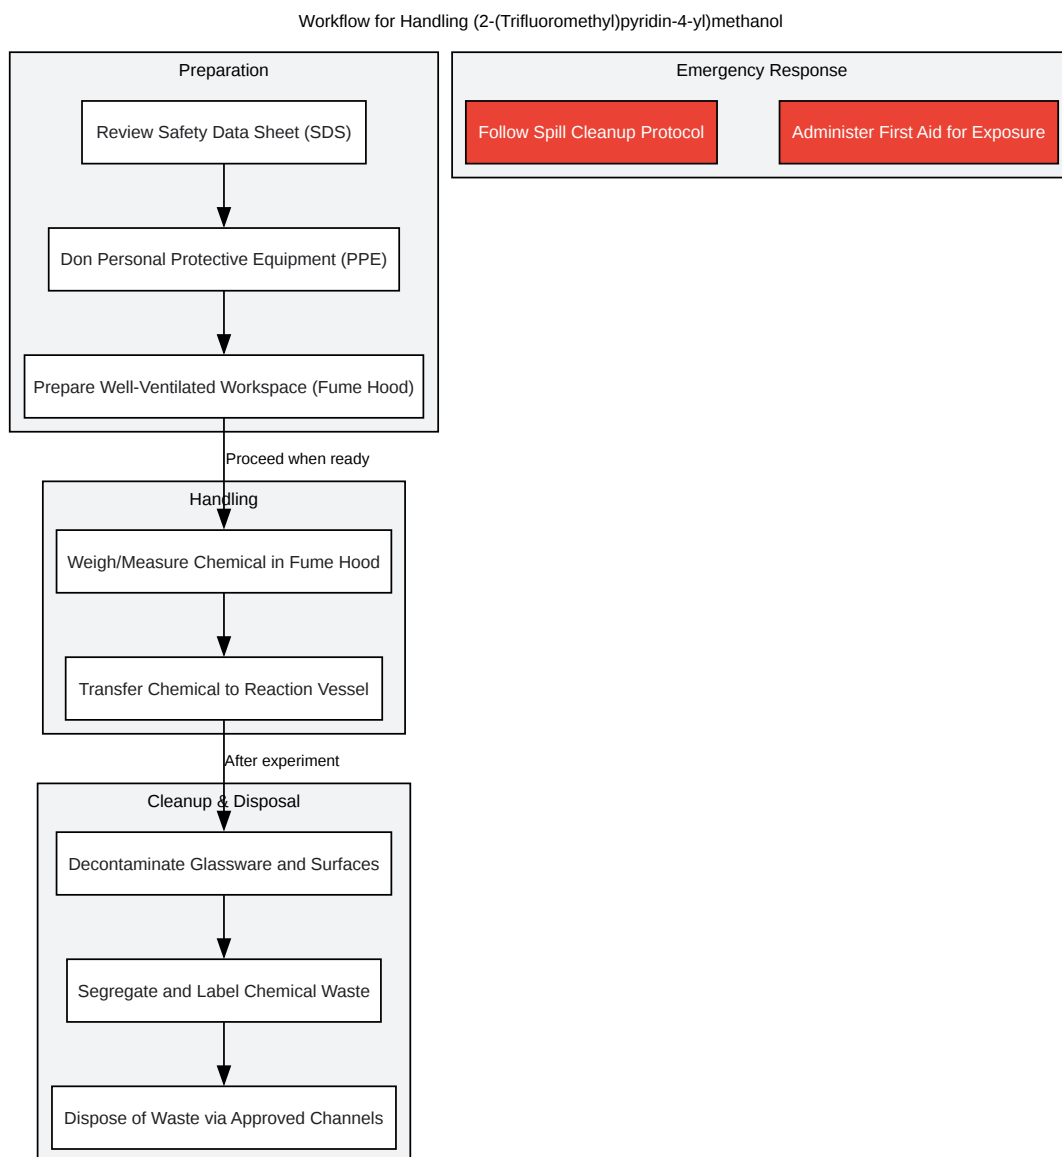 Workflow for Handling (2-(Trifluoromethyl)pyridin-4-yl)methanol
Preparation
Review Safety Data Sheet (SDS)
Don Personal Protective Equipment (PPE)
Prepare Well-Ventilated Workspace (Fume Hood)
Proceed when ready
Handling
Weigh/Measure Chemical in Fume Hood
Transfer Chemical to Reaction Vessel
After experiment
Cleanup & Disposal
Decontaminate Glassware and Surfaces
Segregate and Label Chemical Waste
Dispose of Waste via Approved Channels
Emergency Response
Follow Spill Cleanup Protocol
Administer First Aid for Exposure